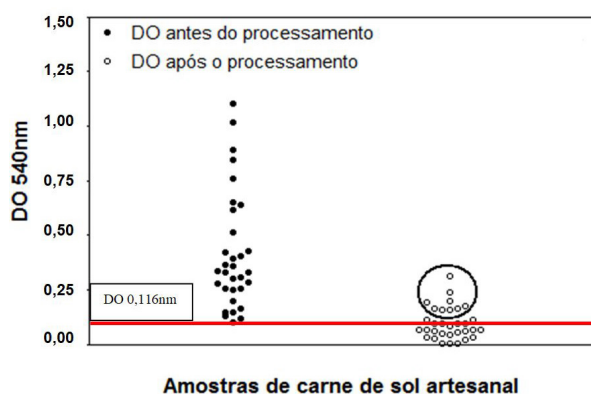 1,50
DO antes do processamento
1,25
DO após o processamento
1,00
DO 540nm
0,75
0,50
0,25
DO 0,116nm
0,00
Amostras de carne de sol artesanal